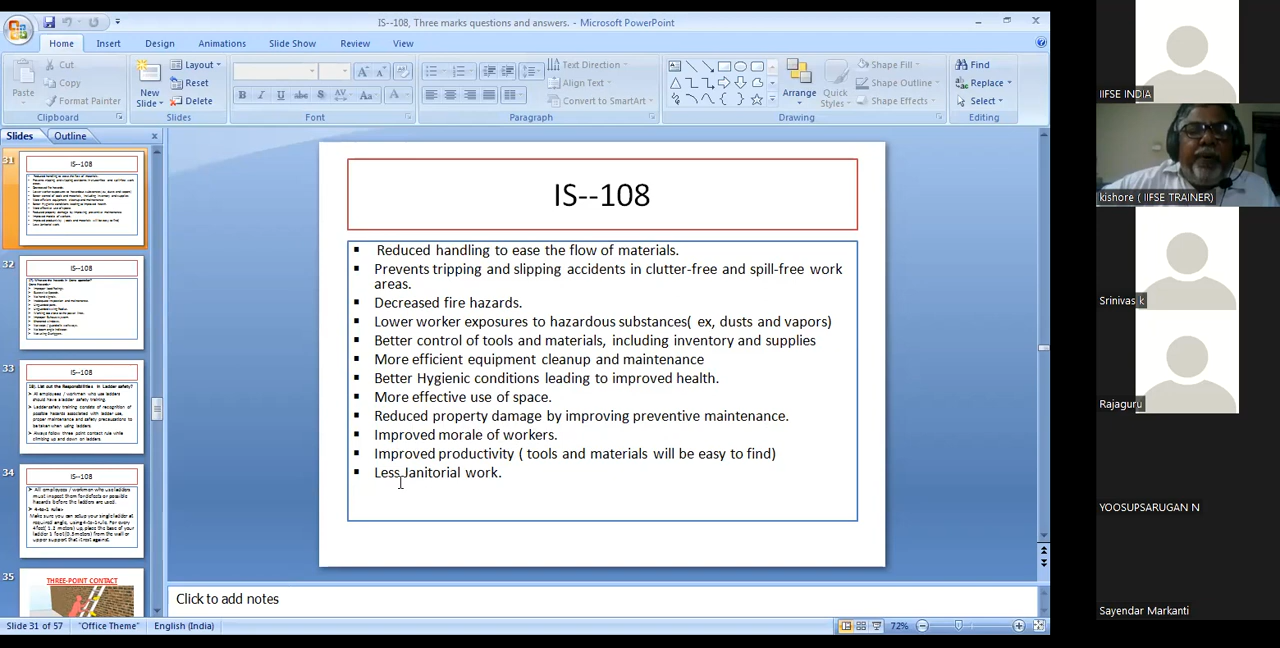 IS--108, Three marks questions and answers. - Microsoft PowerPoint
Home Insert Design Animations Slide Show Review View
Cut
Copy
Format Painter
Paste
Clipboard
New
Slide
Layout
Reset
Delete
Slides
Font
Text Direction
Align Text
Convert to SmartArt
Paragraph
Arrange
Quick
Styles
Shape Fill
Shape Outline
Shape Effects
Drawing
Find
Replace
Select
Editing
Slides Outline
31
IS--108
32
IS--108
33
IS--108
34
IS--108
35
THREE-POINT CONTACT
IS--108
Reduced handling to ease the flow of materials.
Prevents tripping and slipping accidents in clutter-free and spill-free work
areas.
Decreased fire hazards.
Lower worker exposures to hazardous substances( ex, dusts and vapors)
Better control of tools and materials, including inventory and supplies
More efficient equipment cleanup and maintenance
Better Hygienic conditions leading to improved health.
More effective use of space.
Reduced property damage by improving preventive maintenance.
Improved morale of workers.
Improved productivity ( tools and materials will be easy to find)
Less Janitorial work.
Click to add notes
Slide 31 of 57 "Office Theme" English (India) 72%
IIFSE INDIA
kishore ( IIFSE TRAINER)
Srinivas k
Rajaguru
YOOSUPSARUGAN N
Sayendar Markanti